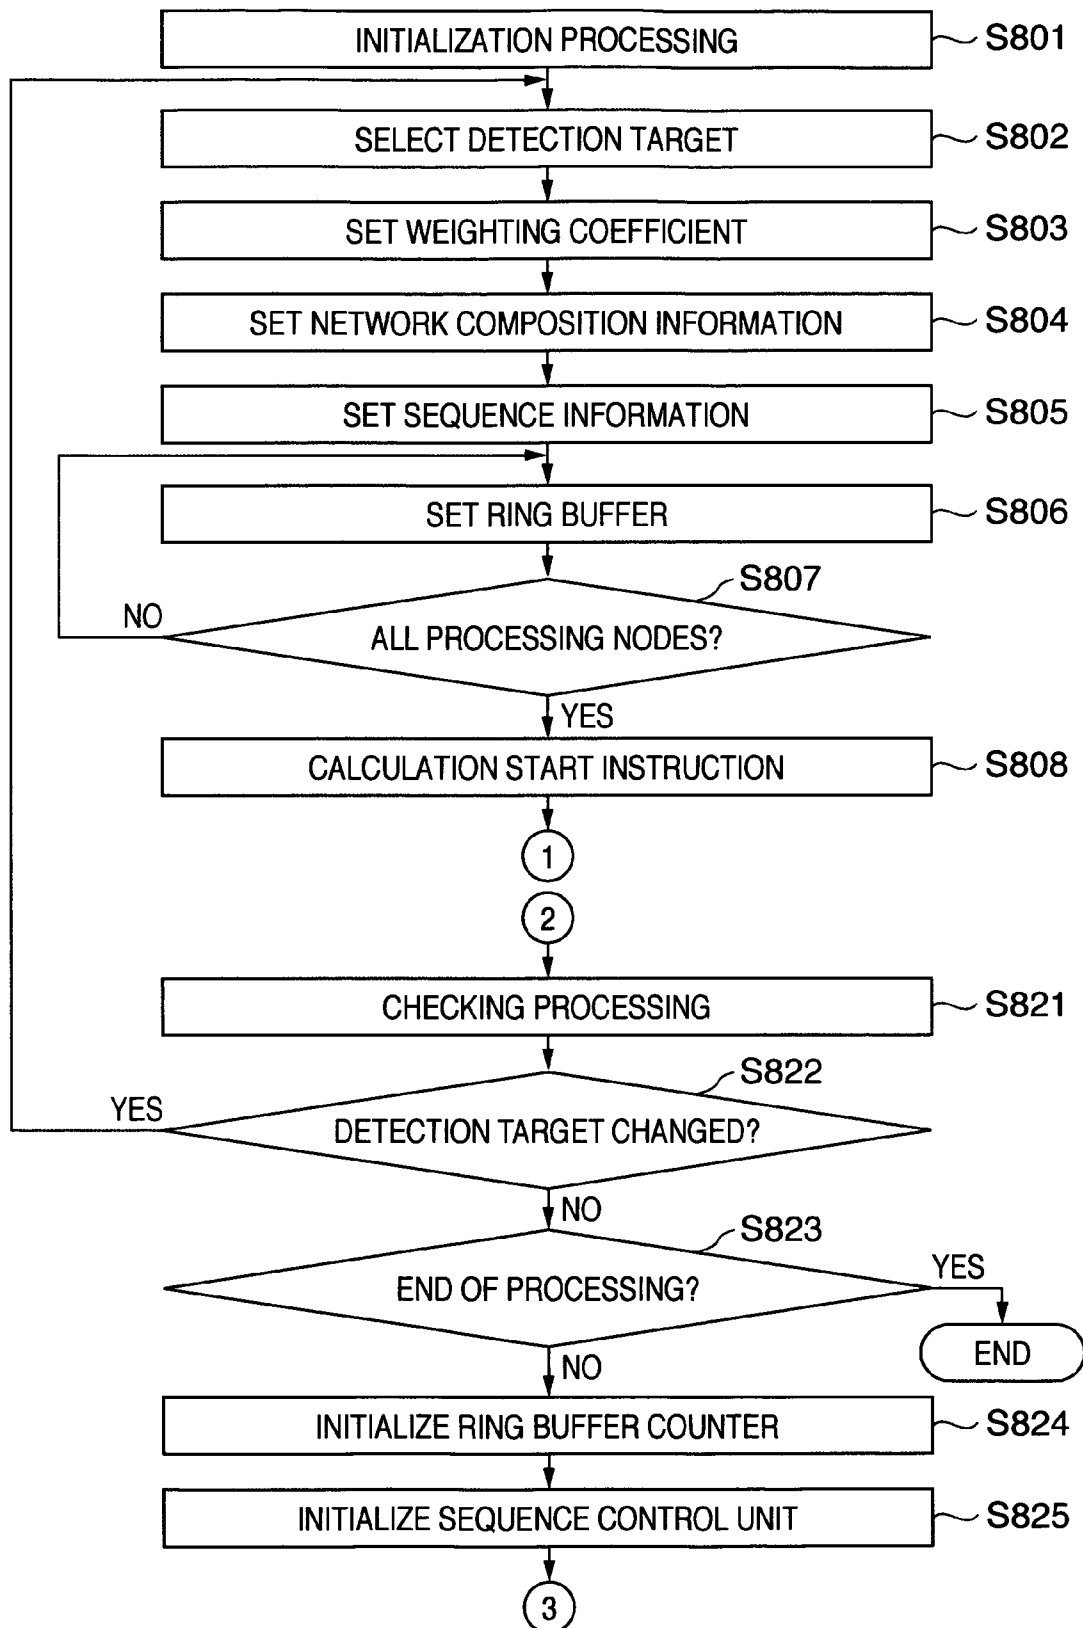 INITIALIZATION PROCESSING
S801
SELECT DETECTION TARGET
S802
SET WEIGHTING COEFFICIENT
S803
SET NETWORK COMPOSITION INFORMATION
S804
SET SEQUENCE INFORMATION
S805
SET RING BUFFER
S806
S807
NO
ALL PROCESSING NODES?
YES
CALCULATION START INSTRUCTION
S808
1
2
CHECKING PROCESSING
S821
S822
YES
DETECTION TARGET CHANGED?
NO
S823
END OF PROCESSING?
YES
END
NO
INITIALIZE RING BUFFER COUNTER
S824
INITIALIZE SEQUENCE CONTROL UNIT
S825
3